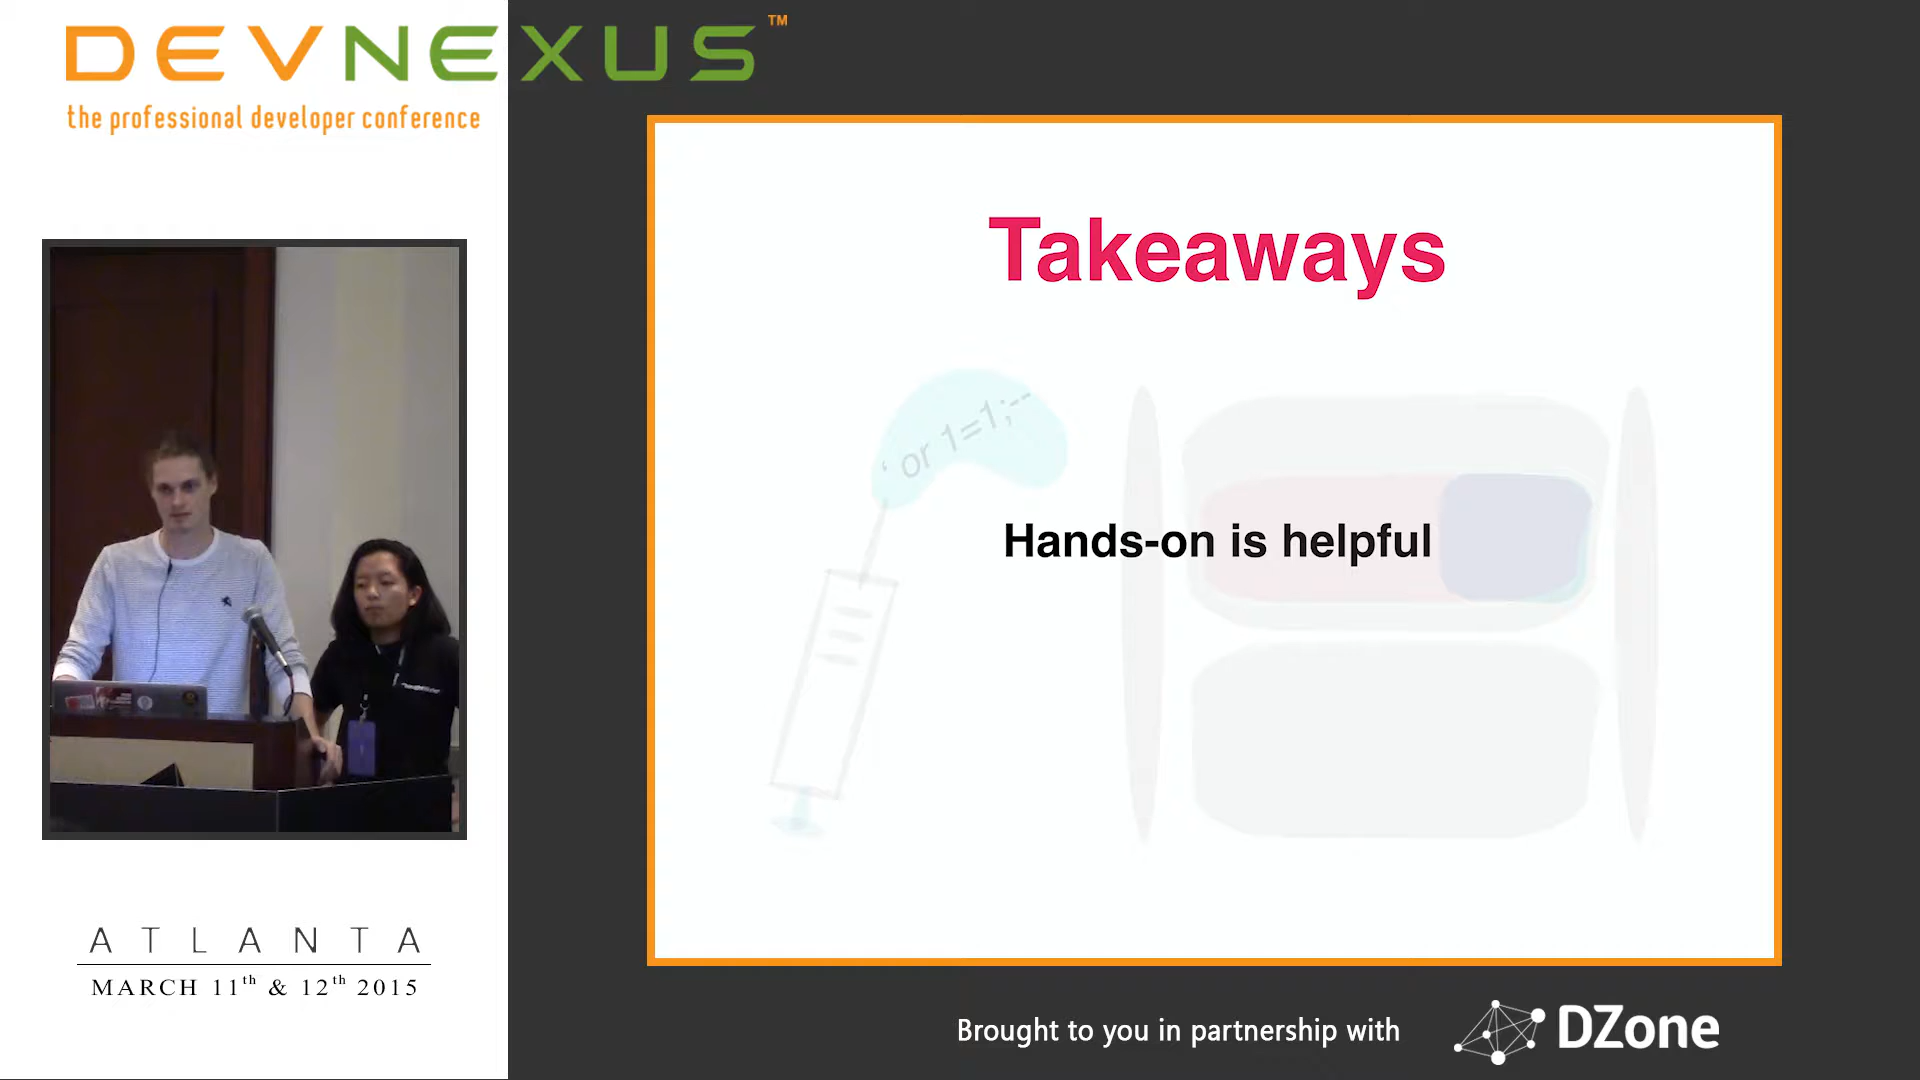 DEVNEXUS™
the professional developer conference
Takeaways
' or 1=1;--
Hands-on is helpful
ATLANTA
MARCH 11th & 12th 2015
Brought to you in partnership with
DZone